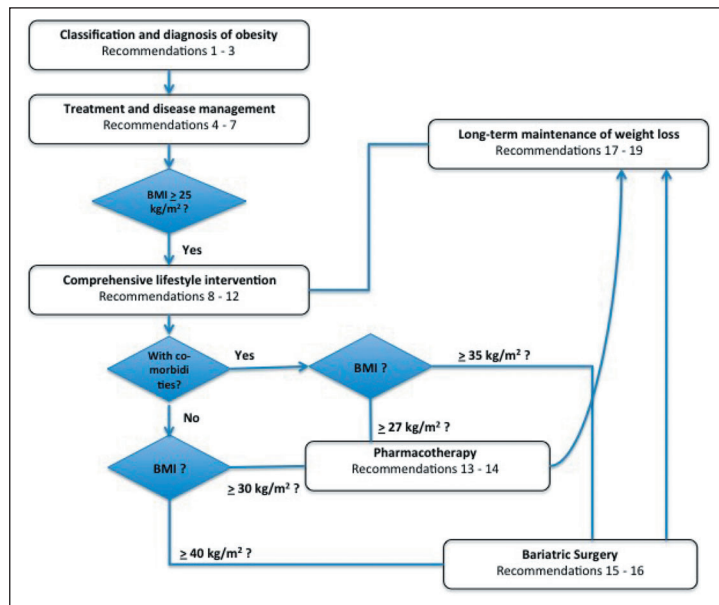 Classification and diagnosis of obesity
Recommendations 1 - 3
Treatment and disease management
Recommendations 4 - 7
Long-term maintenance of weight loss
Recommendations 17 - 19
BMI ≥ 25
kg/m² ?
Yes
Comprehensive lifestyle intervention
Recommendations 8 - 12
With co-
morbidi
ties?
Yes
BMI ?
≥ 35 kg/m² ?
No
≥ 27 kg/m² ?
Pharmacotherapy
Recommendations 13 - 14
BMI ?
≥ 30 kg/m² ?
≥ 40 kg/m² ?
Bariatric Surgery
Recommendations 15 - 16